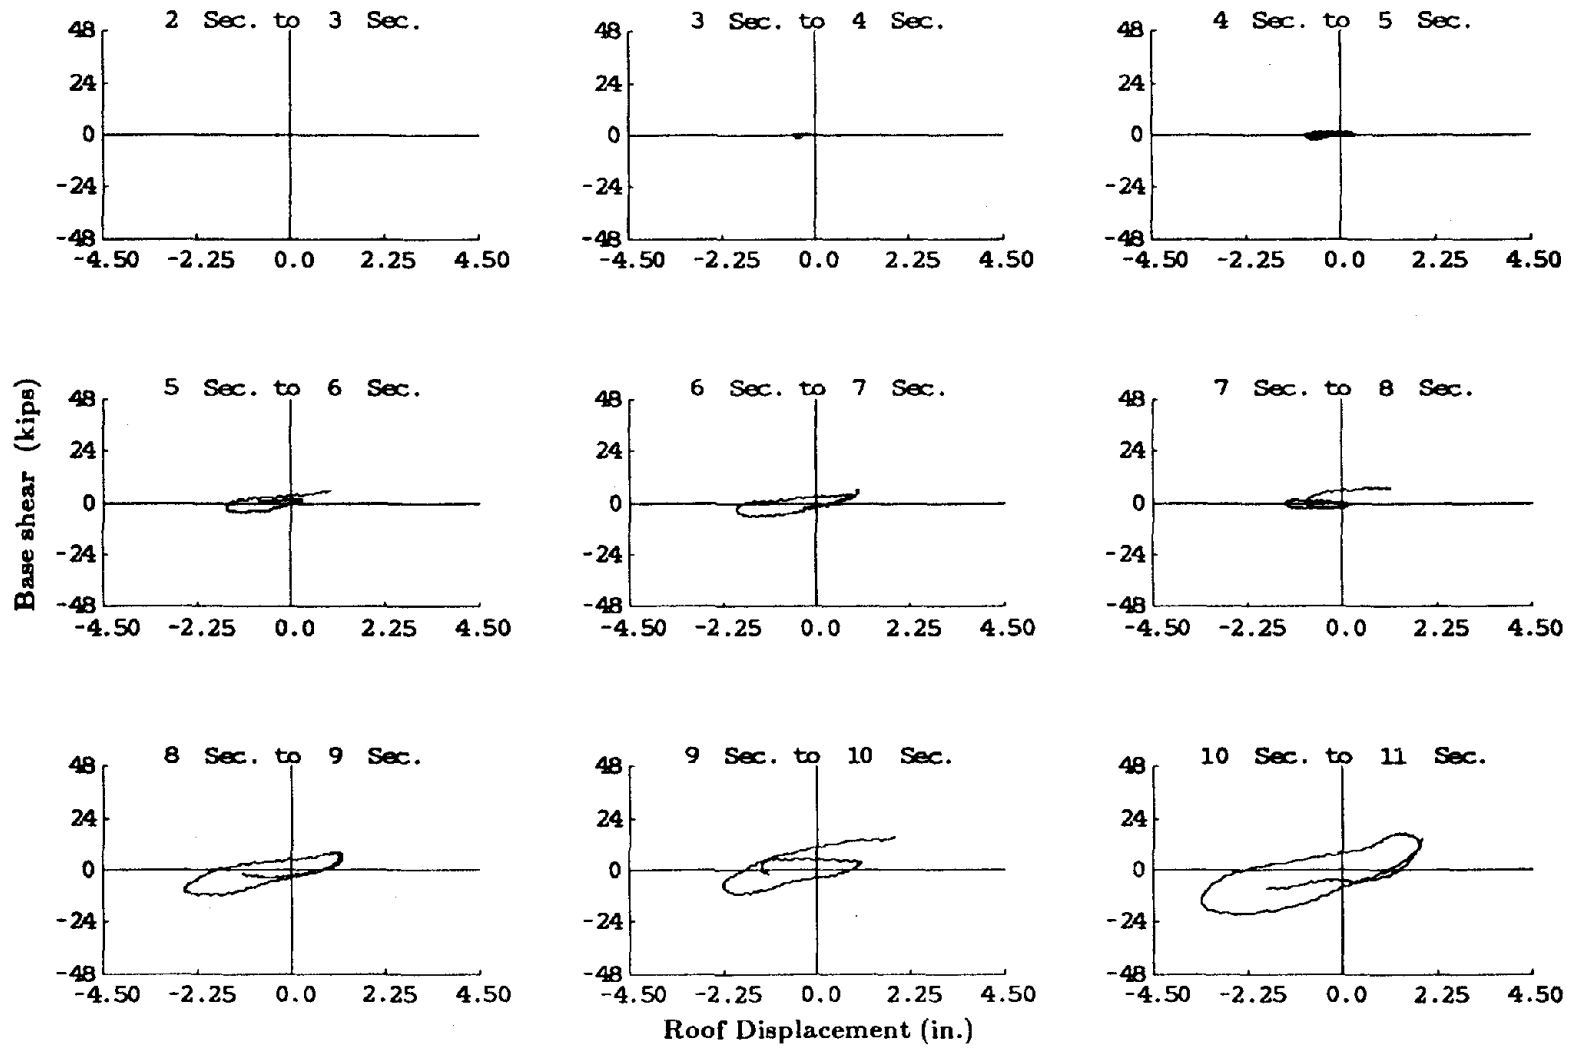 2 Sec. to 3 Sec.
48
24
0
-24
-48
-4.50 -2.25 0.0 2.25 4.50
3 Sec. to 4 Sec.
48
24
0
-24
-48
-4.50 -2.25 0.0 2.25 4.50
4 Sec. to 5 Sec.
48
24
0
-24
-48
-4.50 -2.25 0.0 2.25 4.50
Base shear (kips)
5 Sec. to 6 Sec.
48
24
0
-24
-48
-4.50 -2.25 0.0 2.25 4.50
6 Sec. to 7 Sec.
48
24
0
-24
-48
-4.50 -2.25 0.0 2.25 4.50
7 Sec. to 8 Sec.
48
24
0
-24
-48
-4.50 -2.25 0.0 2.25 4.50
8 Sec. to 9 Sec.
48
24
0
-24
-48
-4.50 -2.25 0.0 2.25 4.50
9 Sec. to 10 Sec.
48
24
0
-24
-48
-4.50 -2.25 0.0 2.25 4.50
10 Sec. to 11 Sec.
48
24
0
-24
-48
-4.50 -2.25 0.0 2.25 4.50
Roof Displacement (in.)